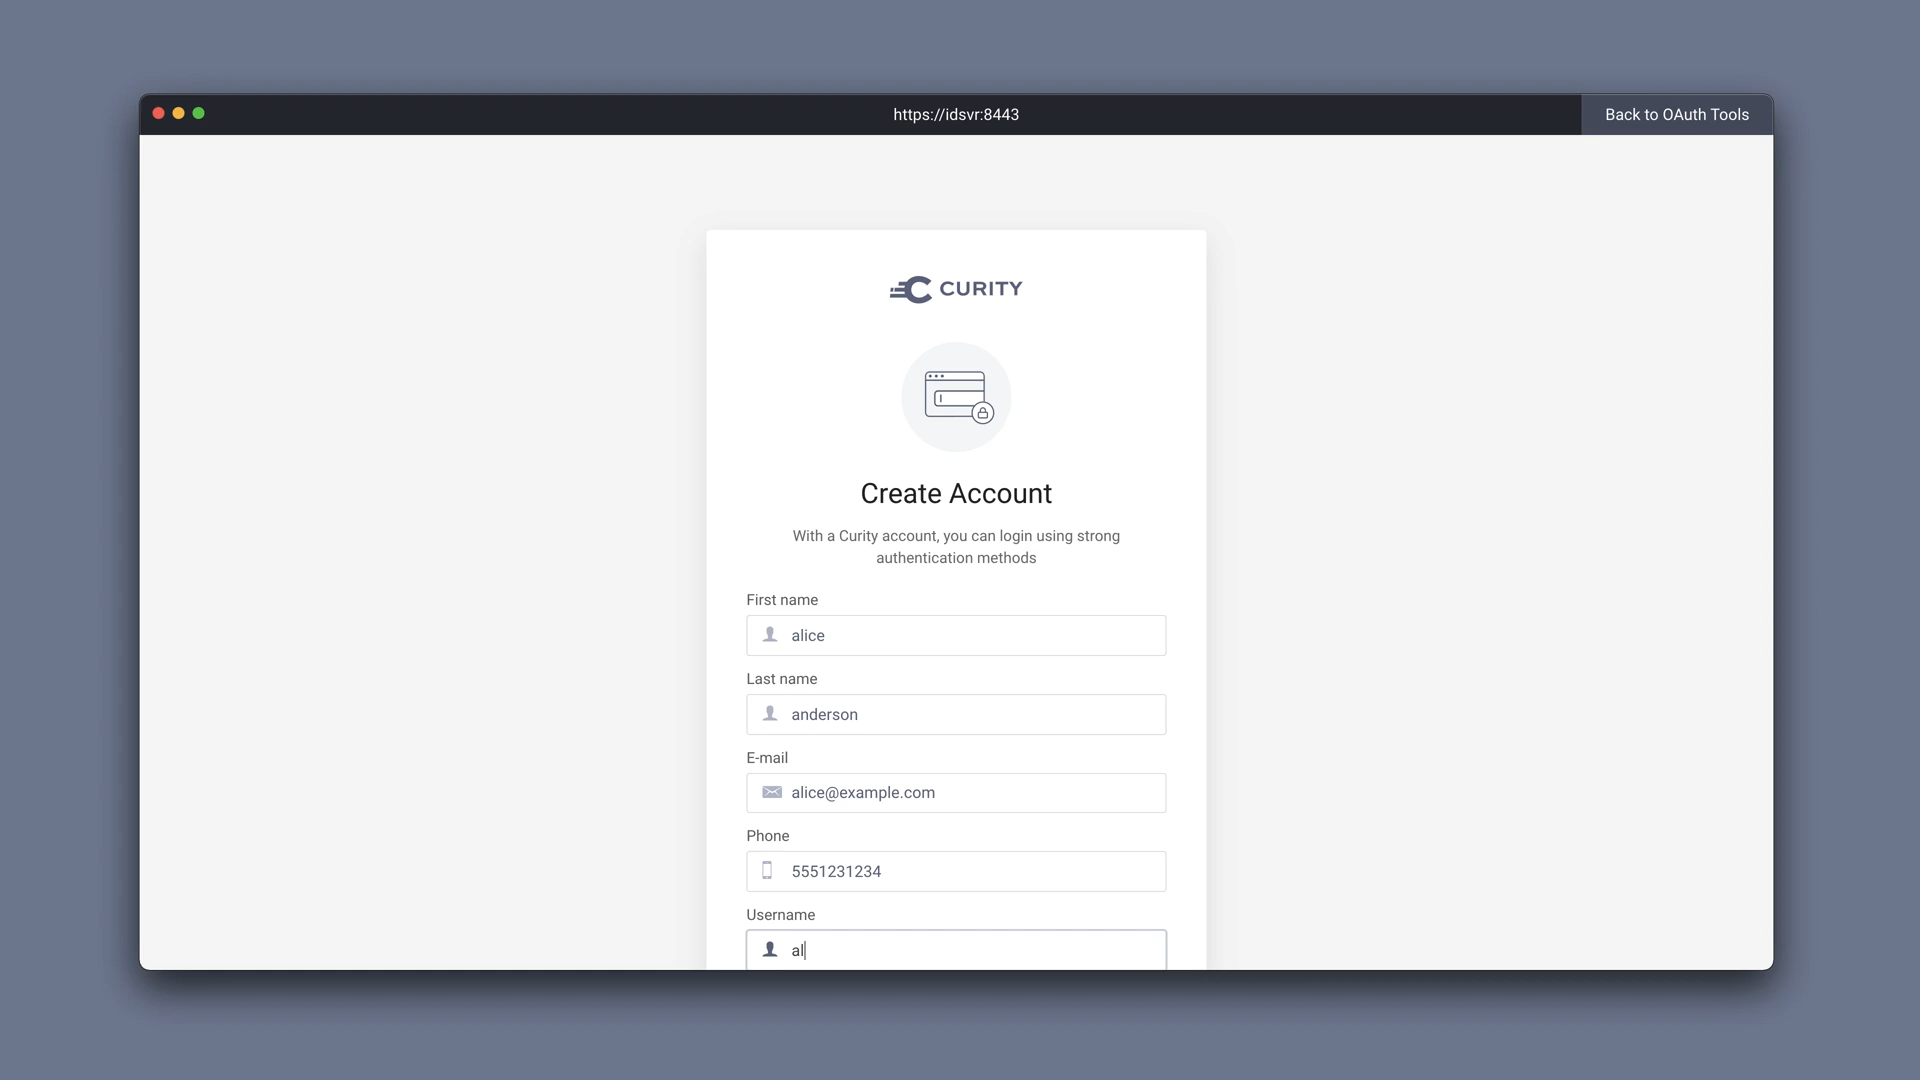 https://idsvr:8443
Back to OAuth Tools
CURITY
Create Account
With a Curity account, you can login using strong
authentication methods
First name
alice
Last name
anderson
E-mail
alice@example.com
Phone
5551231234
Username
al